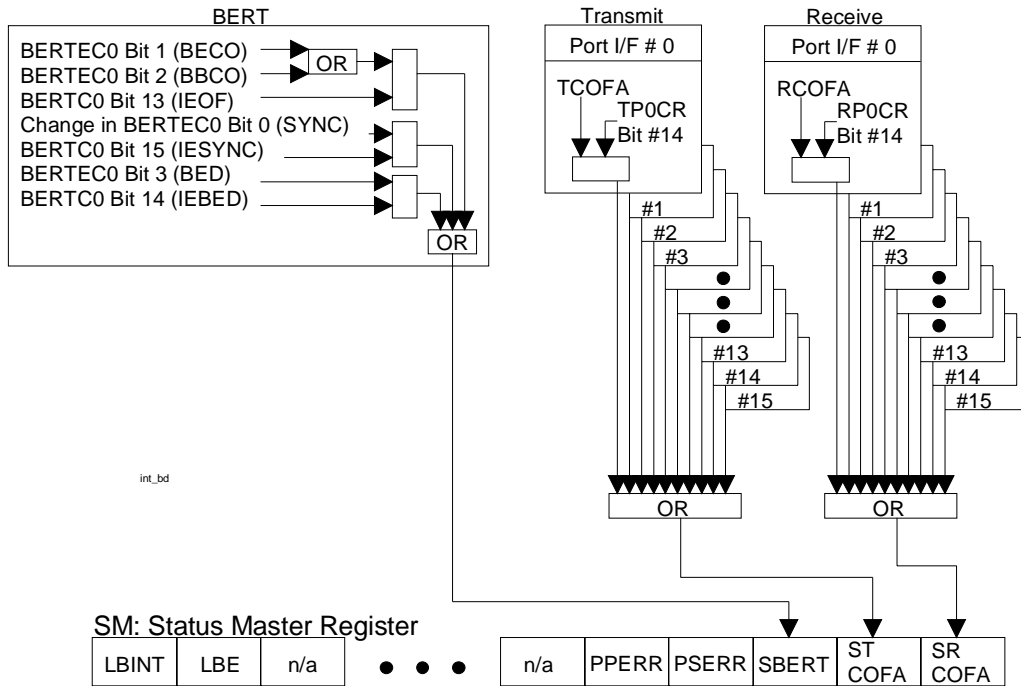 BERT
BERTEC0 Bit 1 (BECO)
BERTEC0 Bit 2 (BBCO)
OR
BERTC0 Bit 13 (IEOF)
Change in BERTEC0 Bit 0 (SYNC)
BERTC0 Bit 15 (IESYNC)
BERTEC0 Bit 3 (BED)
BERTC0 Bit 14 (IEBED)
OR
Transmit
Port I/F # 0
TCOFA
TP0CR
Bit #14
#1
#2
#3
#13
#14
#15
OR
Receive
Port I/F # 0
RCOFA
RP0CR
Bit #14
#1
#2
#3
#13
#14
#15
OR
int_bd
SM: Status Master Register
LBINT LBE n/a n/a PPERR PSERR SBERT ST COFA SR COFA